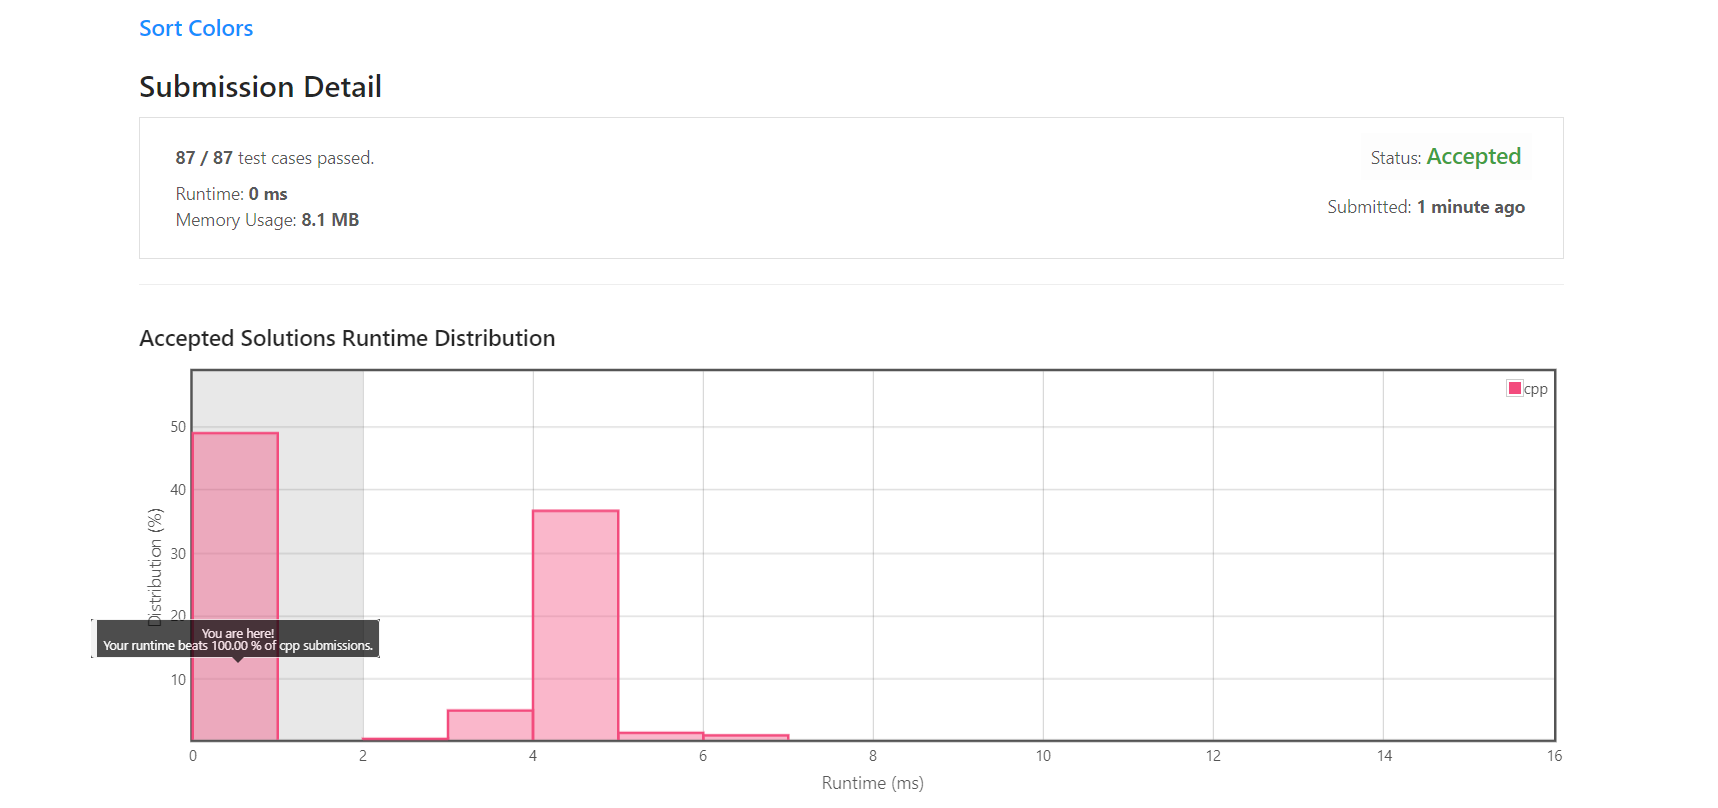 Sort Colors
Submission Detail
87 / 87 test cases passed.
Status: Accepted
Runtime: 0 ms
Submitted: 1 minute ago
Memory Usage: 8.1 MB
Accepted Solutions Runtime Distribution
cpp
50
40
30
20
10
Distribution (%)
You are here!
Your runtime beats 100.00 % of cpp submissions.
0 2 4 6 8 10 12 14 16
Runtime (ms)